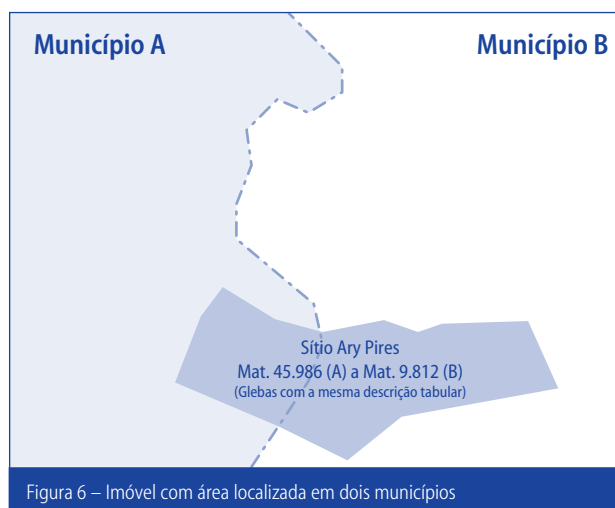 Município A
Município B
Sítio Ary Pires
Mat. 45.986 (A) a Mat. 9.812 (B)
(Glebas com a mesma descrição tabular)
Figura 6 – Imóvel com área localizada em dois municípios